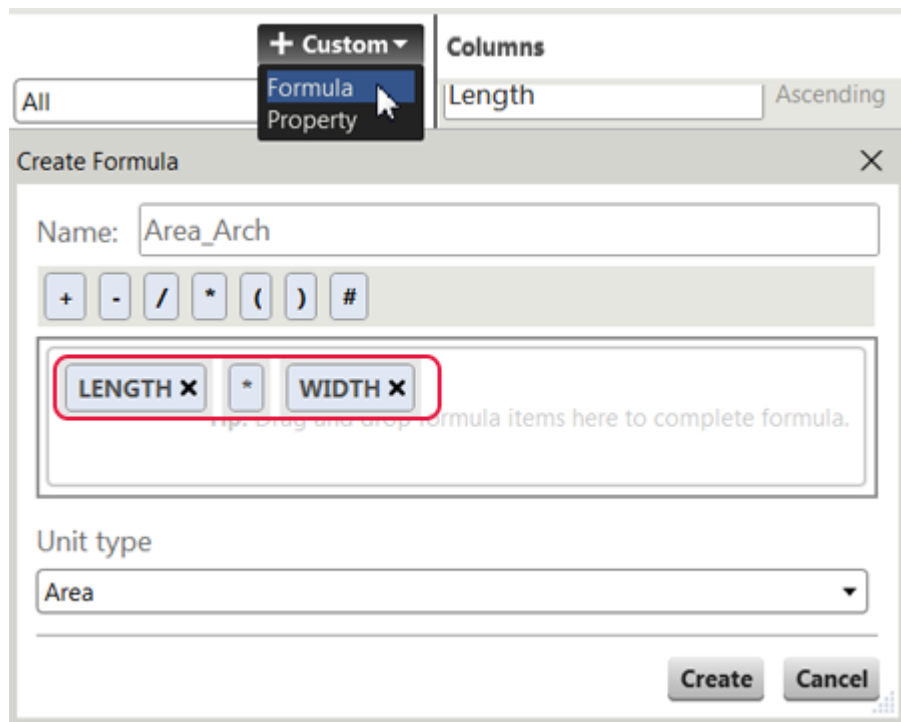 + Custom
Columns
All
Formula
Property
Length
Ascending
Create Formula
Name: Area_Arch
+ - / * ( ) #
LENGTH × * WIDTH ×
Tip: Drag and drop formula items here to complete formula.
Unit type
Area
Create Cancel